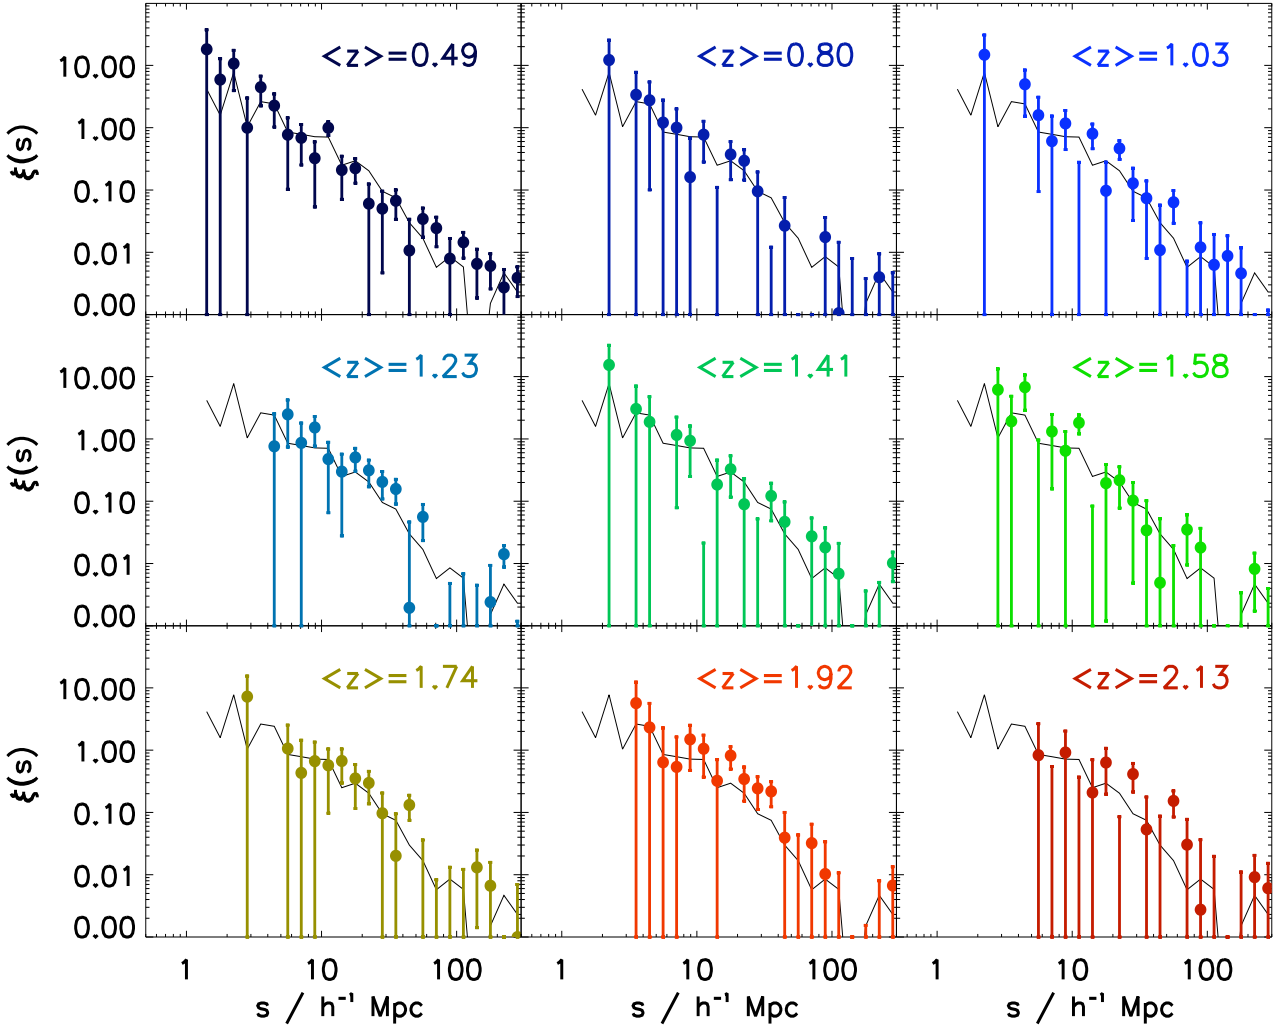 <z>=0.49 <z>=0.80 <z>=1.03
10.00
1.00
ξ(s)
0.10
0.01
0.00
<z>=1.23 <z>=1.41 <z>=1.58
10.00
1.00
ξ(s)
0.10
0.01
0.00
<z>=1.74 <z>=1.92 <z>=2.13
10.00
1.00
ξ(s)
0.10
0.01
0.00
1 10 100 1 10 100 1 10 100
s / h⁻¹ Mpc s / h⁻¹ Mpc s / h⁻¹ Mpc